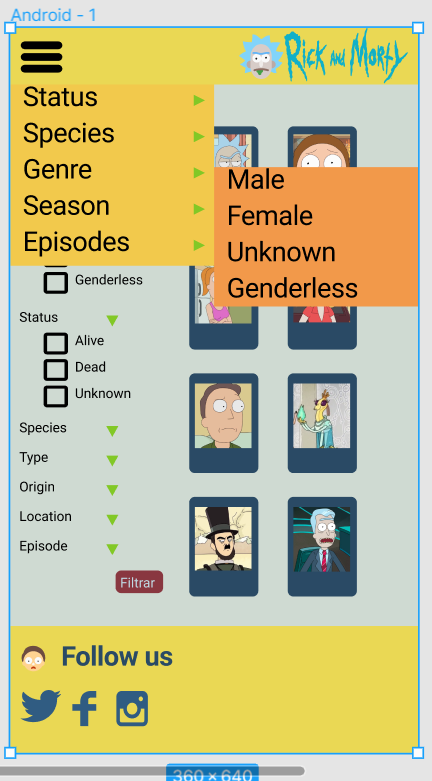 Android - 1
Rick and Morty
Status
Species
Genre
Season
Episodes
Male
Female
Unknown
Genderless
Genderless
Status
Alive
Dead
Unknown
Species
Type
Origin
Location
Episode
Filtrar
Follow us
360 × 640